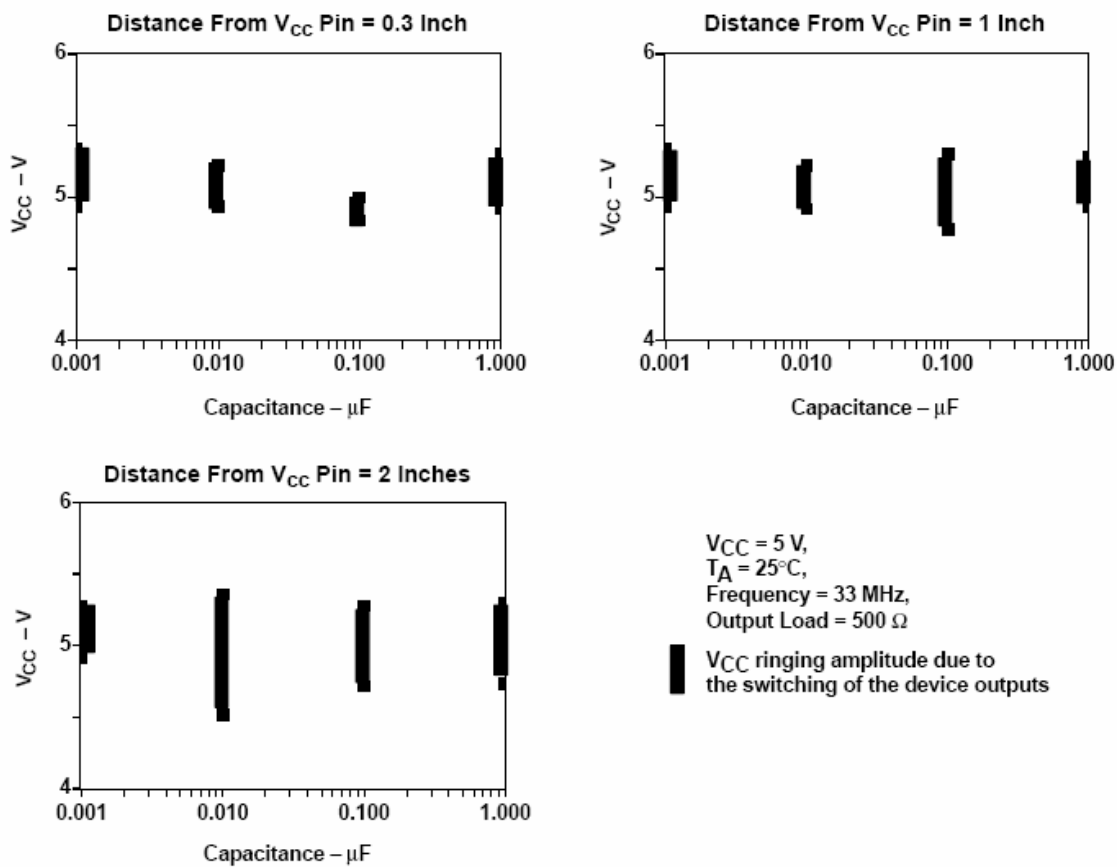 Distance From VCC Pin = 0.3 Inch
6
5
4
VCC – V
0.001
0.010
0.100
1.000
Capacitance – μF
Distance From VCC Pin = 1 Inch
6
5
4
VCC – V
0.001
0.010
0.100
1.000
Capacitance – μF
Distance From VCC Pin = 2 Inches
6
5
4
VCC – V
0.001
0.010
0.100
1.000
Capacitance – μF
VCC = 5 V,
TA = 25°C,
Frequency = 33 MHz,
Output Load = 500 Ω
VCC ringing amplitude due to
the switching of the device outputs